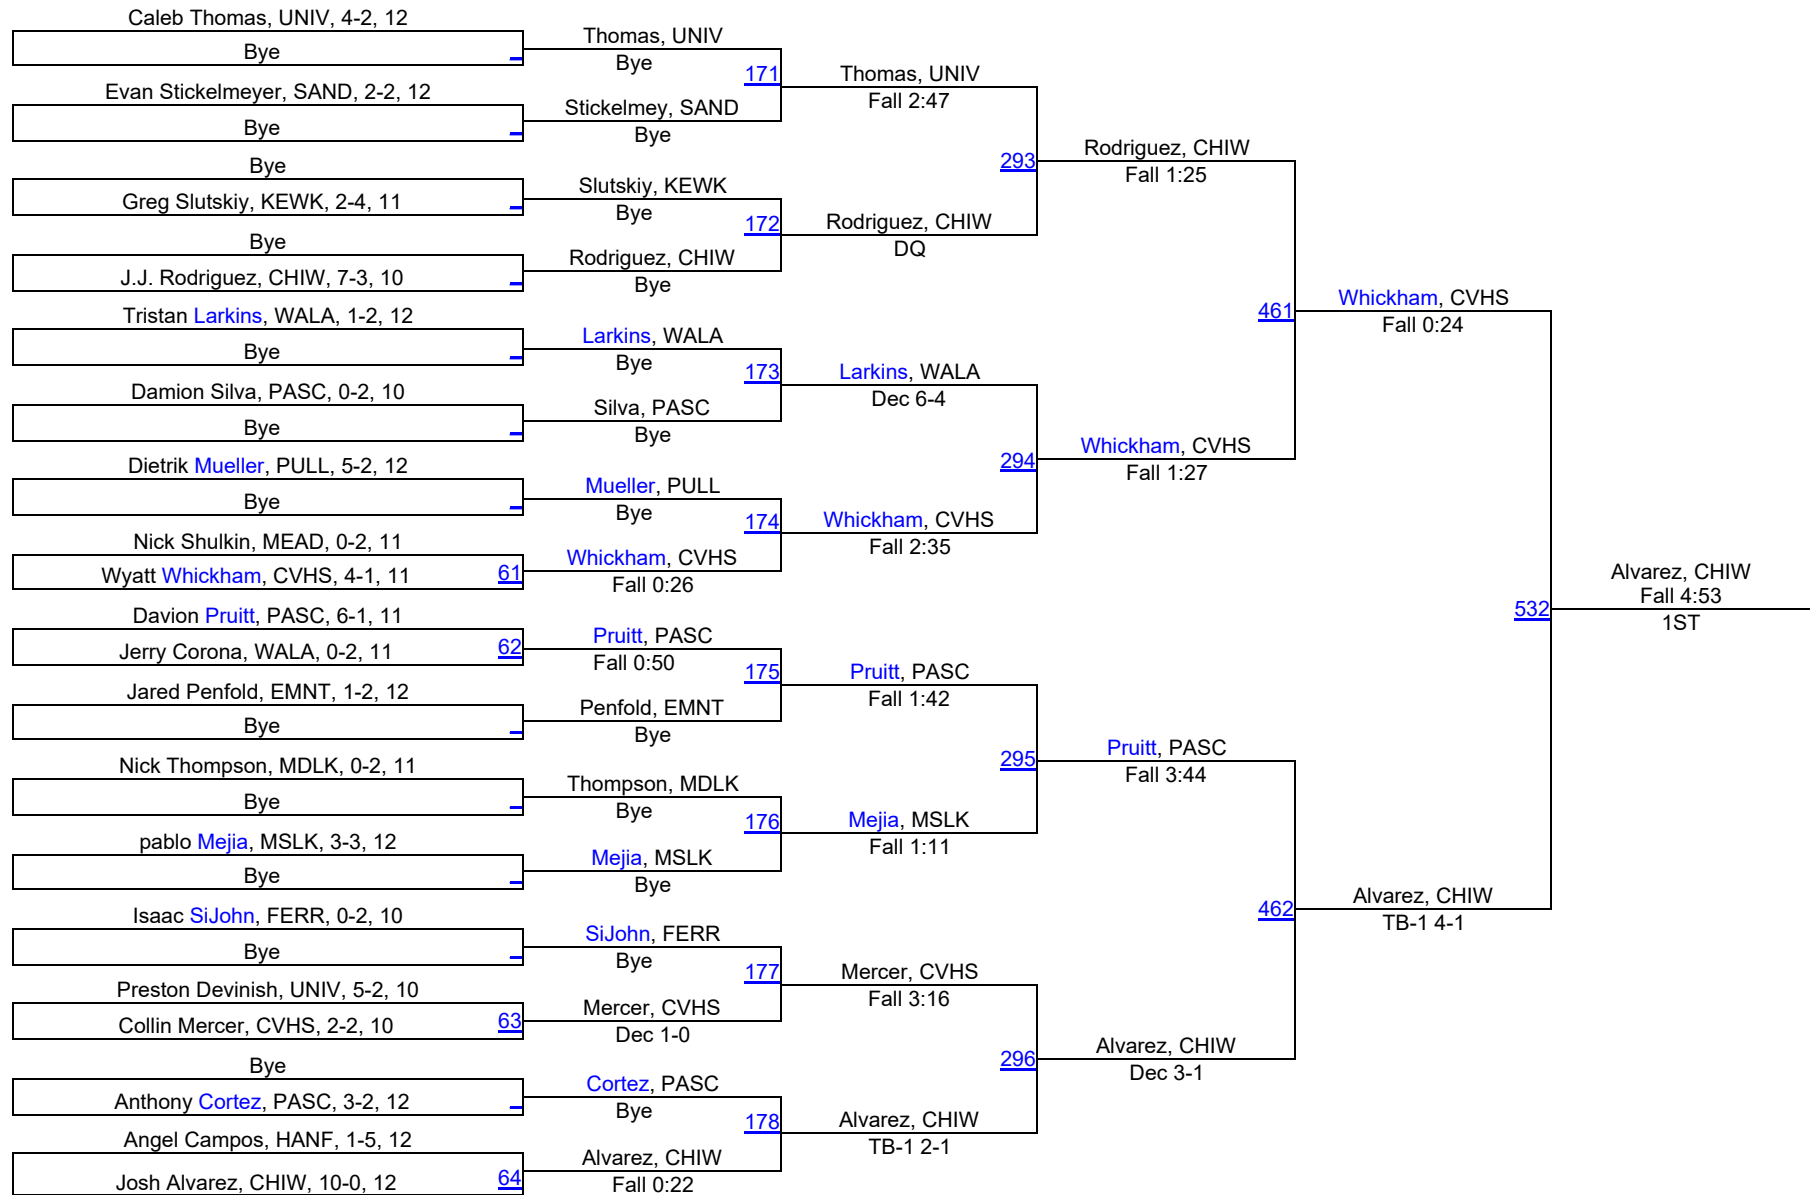 Caleb Thomas, UNIV, 4-2, 12
Bye
Evan Stickelmeyer, SAND, 2-2, 12
Bye
Bye
Greg Slutskiy, KEWK, 2-4, 11
Bye
J.J. Rodriguez, CHIW, 7-3, 10
Tristan Larkins, WALA, 1-2, 12
Bye
Damion Silva, PASC, 0-2, 10
Bye
Dietrik Mueller, PULL, 5-2, 12
Bye
Nick Shulkin, MEAD, 0-2, 11
Wyatt Whickham, CVHS, 4-1, 11
61
Davion Pruitt, PASC, 6-1, 11
Jerry Corona, WALA, 0-2, 11
62
Jared Penfold, EMNT, 1-2, 12
Bye
Nick Thompson, MDLK, 0-2, 11
Bye
pablo Mejia, MSLK, 3-3, 12
Bye
Isaac SiJohn, FERR, 0-2, 10
Bye
Preston Devinish, UNIV, 5-2, 10
Collin Mercer, CVHS, 2-2, 10
63
Bye
Anthony Cortez, PASC, 3-2, 12
Angel Campos, HANF, 1-5, 12
Josh Alvarez, CHIW, 10-0, 12
64
Thomas, UNIV
Bye
171
Stickelmey, SAND
Bye
Slutskiy, KEWK
Bye
172
Rodriguez, CHIW
Bye
Larkins, WALA
Bye
173
Silva, PASC
Bye
Mueller, PULL
Bye
174
Whickham, CVHS
Fall 0:26
Pruitt, PASC
Fall 0:50
175
Penfold, EMNT
Bye
Thompson, MDLK
Bye
176
Mejia, MSLK
Bye
SiJohn, FERR
Bye
177
Mercer, CVHS
Dec 1-0
Cortez, PASC
Bye
178
Alvarez, CHIW
Fall 0:22
Thomas, UNIV
Fall 2:47
293
Rodriguez, CHIW
DQ
Larkins, WALA
Dec 6-4
294
Whickham, CVHS
Fall 2:35
Pruitt, PASC
Fall 1:42
295
Mejia, MSLK
Fall 1:11
Mercer, CVHS
Fall 3:16
296
Alvarez, CHIW
TB-1 2-1
Rodriguez, CHIW
Fall 1:25
461
Whickham, CVHS
Fall 1:27
Pruitt, PASC
Fall 3:44
462
Alvarez, CHIW
Dec 3-1
Whickham, CVHS
Fall 0:24
532
Alvarez, CHIW
TB-1 4-1
Alvarez, CHIW
Fall 4:53
1ST